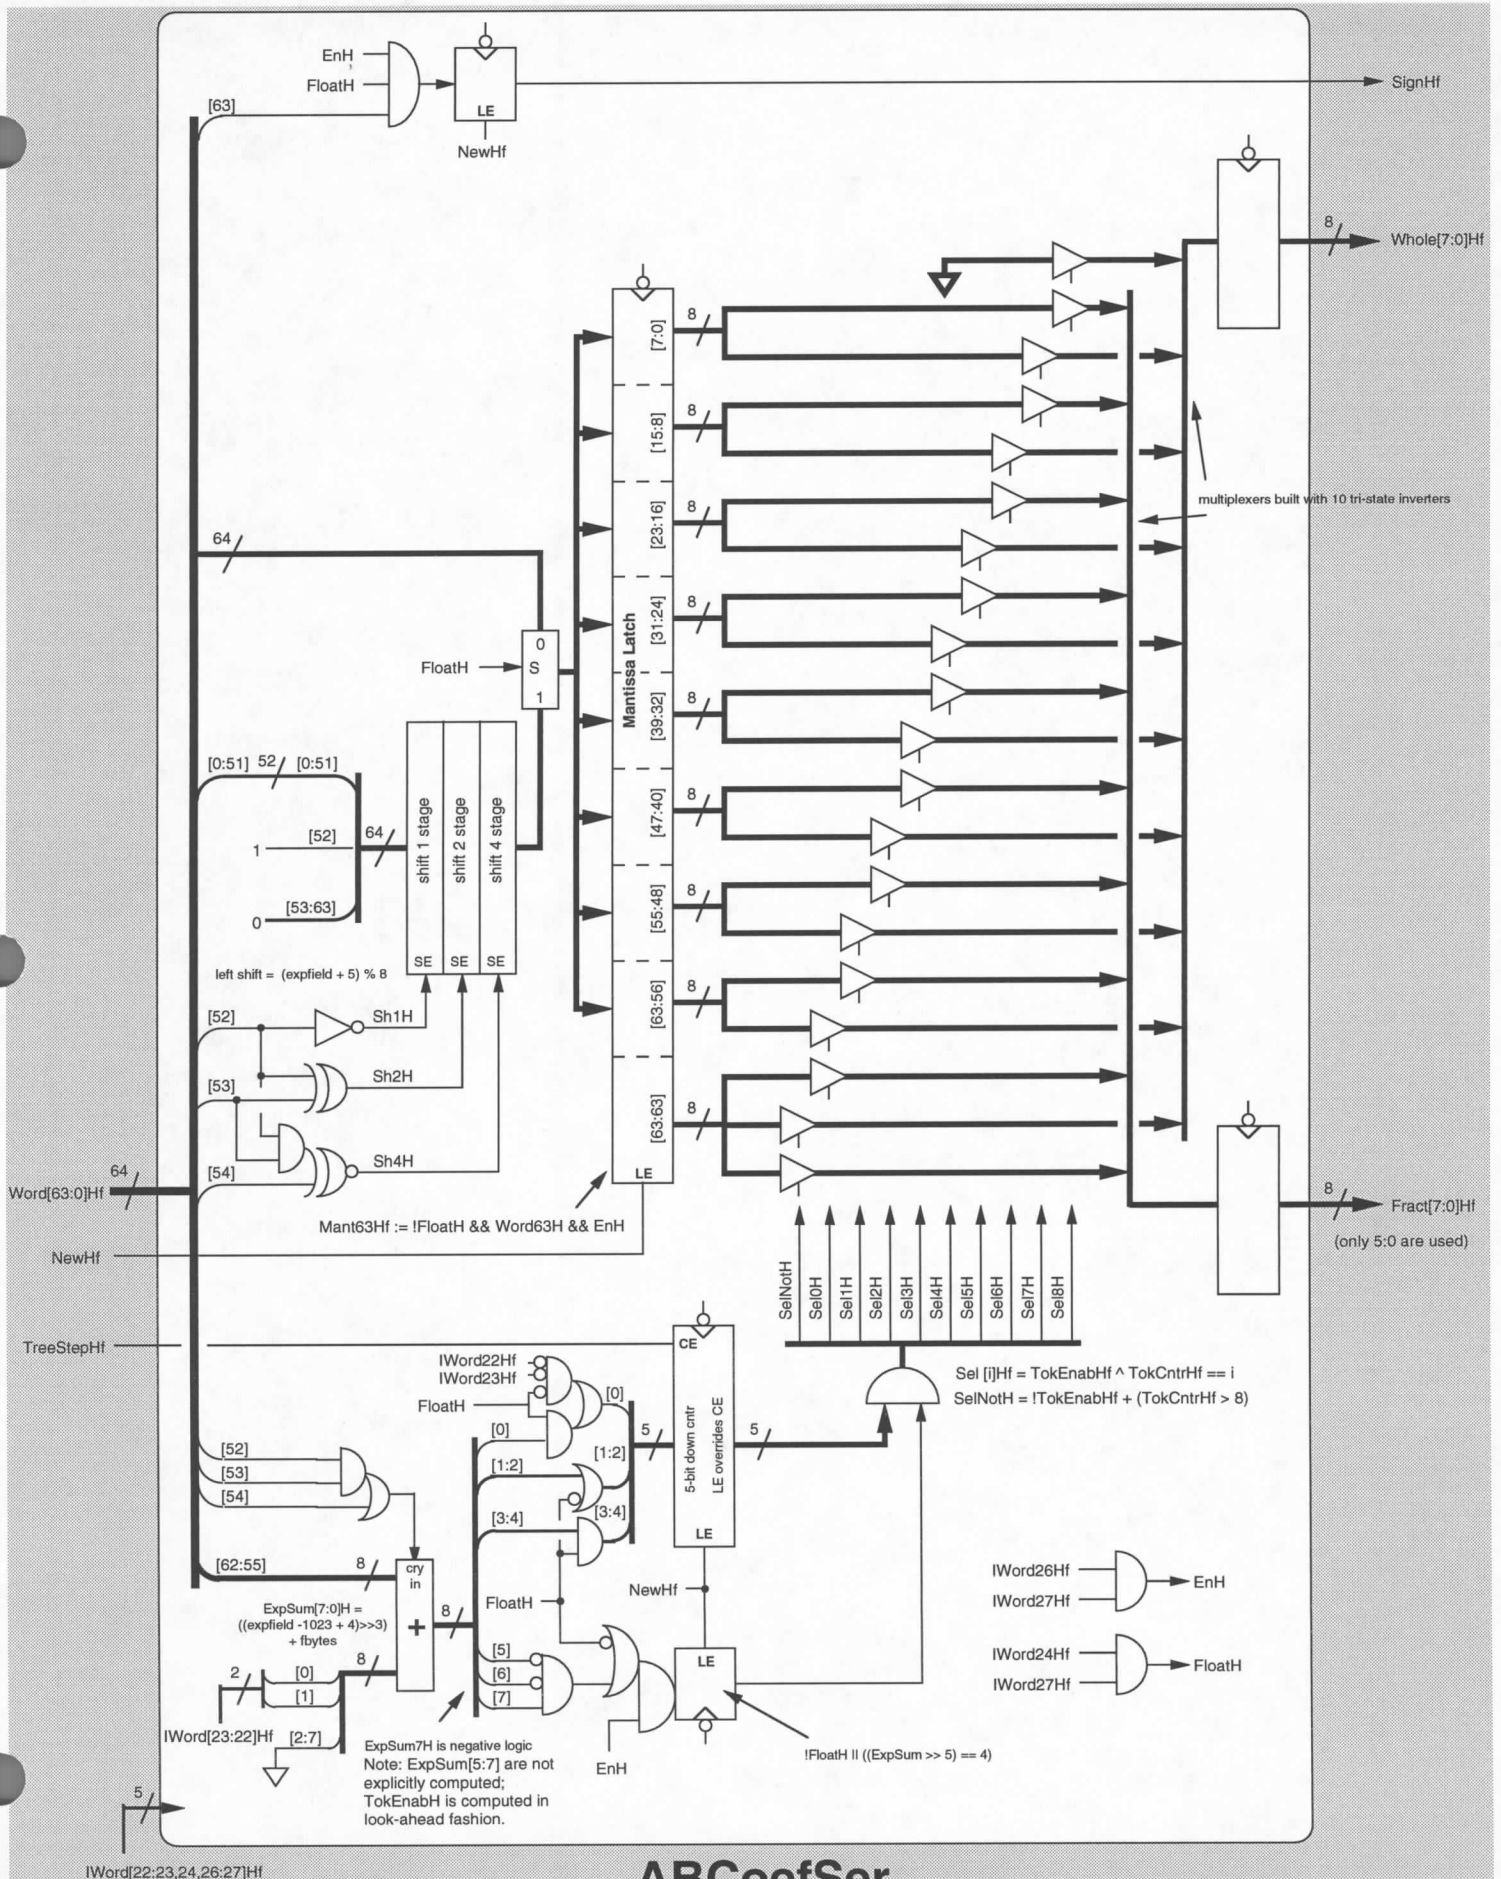 EnH
FloatH
[63]
LE
NewHf
SignHf
8
Whole[7:0]Hf
[7:0]
8
[15:8]
8
[23:16]
8
multiplexers built with 10 tri-state inverters
64
[31:24]
8
0
FloatH
S
1
Mantissa Latch
[39:32]
8
[0:51] 52 [0:51]
[47:40]
8
[52]
1
64
shift 1 stage
shift 2 stage
shift 4 stage
[53:63]
0
[55:48]
8
SE SE SE
left shift = (expfield + 5) % 8
[63:56]
8
[52]
Sh1H
[53]
Sh2H
[63:63]
8
[54]
Sh4H
LE
64
Word[63:0]Hf
8
Fract[7:0]Hf
(only 5:0 are used)
Mant63Hf := !FloatH && Word63H && EnH
NewHf
SelNotH
Sel0H
Sel1H
Sel2H
Sel3H
Sel4H
Sel5H
Sel6H
Sel7H
Sel8H
TreeStepHf
CE
IWord22Hf
IWord23Hf
FloatH
[0]
Sel [i]Hf = TokEnabHf ^ TokCntrHf == i
SelNotH = !TokEnabHf + (TokCntrHf > 8)
[0]
5
5-bit down cntr
LE overrides CE
5
[1:2]
[1:2]
[52]
[53]
[54]
[3:4]
[3:4]
LE
[62:55]
8
cry
in
+
8
FloatH
NewHf
IWord26Hf
IWord27Hf
EnH
ExpSum[7:0]H =
((expfield -1023 + 4)>>3)
+ fbytes
[5]
[6]
[7]
LE
IWord24Hf
IWord27Hf
FloatH
2
[0]
[1]
8
IWord[23:22]Hf
[2:7]
EnH
!FloatH || ((ExpSum >> 5) == 4)
ExpSum7H is negative logic
Note: ExpSum[5:7] are not
explicitly computed;
TokEnabH is computed in
look-ahead fashion.
5
IWord[22:23,24,26:27]Hf
ABCoefSer